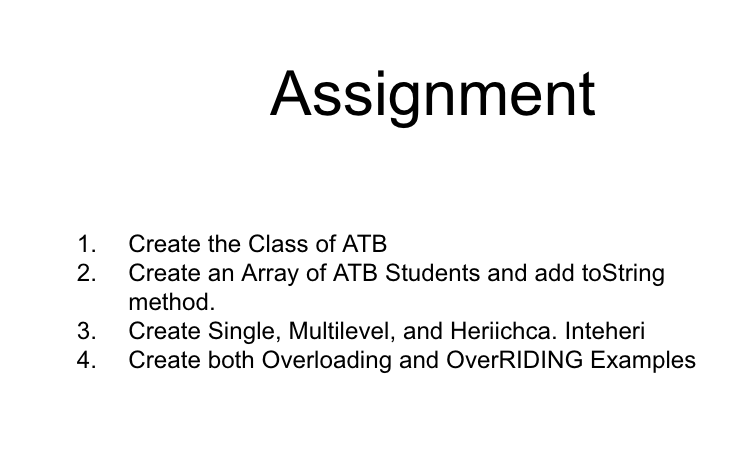 Assignment
1. Create the Class of ATB
2. Create an Array of ATB Students and add toString
method.
3. Create Single, Multilevel, and Heriichca. Inteheri
4. Create both Overloading and OverRIDING Examples